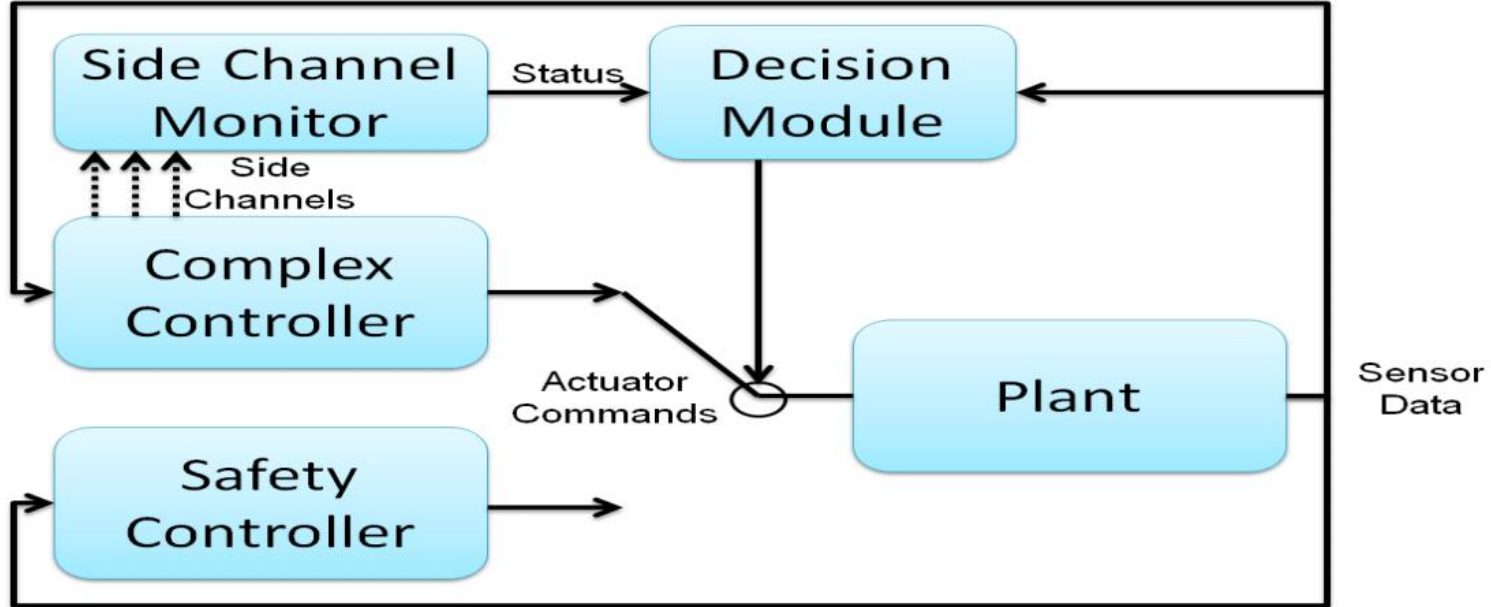 Side Channel
Monitor
Status
Decision
Module
Side
Channels
Complex
Controller
Actuator
Commands
Plant
Sensor
Data
Safety
Controller